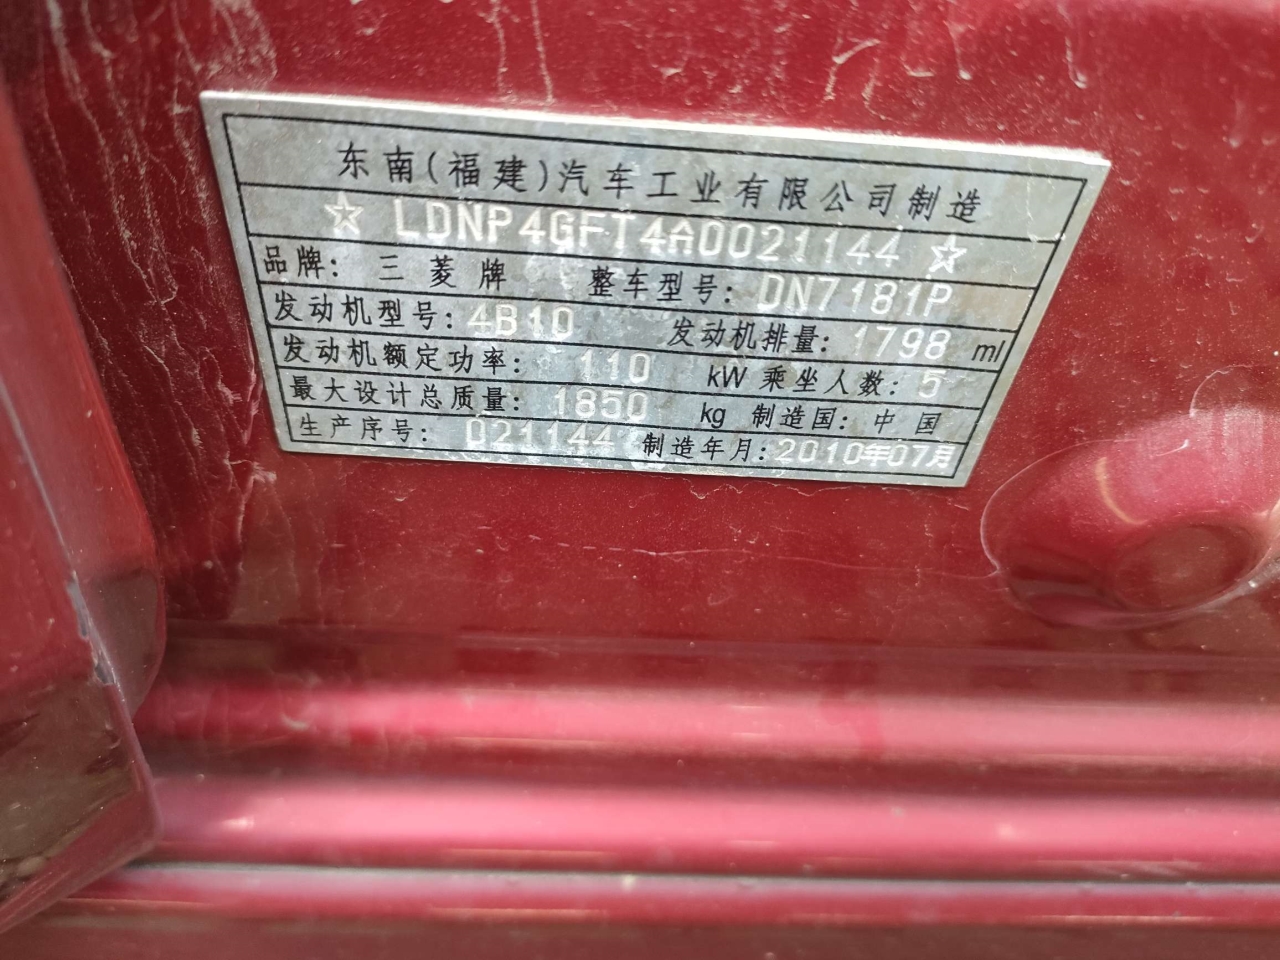 东南(福建)汽车工业有限公司制造
☆ LDNP4GFT4A0021144 ☆
品牌: 三菱牌 整车型号: DN7181P
发动机型号: 4B10 发动机排量: 1798 ml
发动机额定功率: 110 kW 乘坐人数: 5
最大设计总质量: 1850 kg 制造国: 中国
生产序号: 0211442 制造年月: 2010年07月